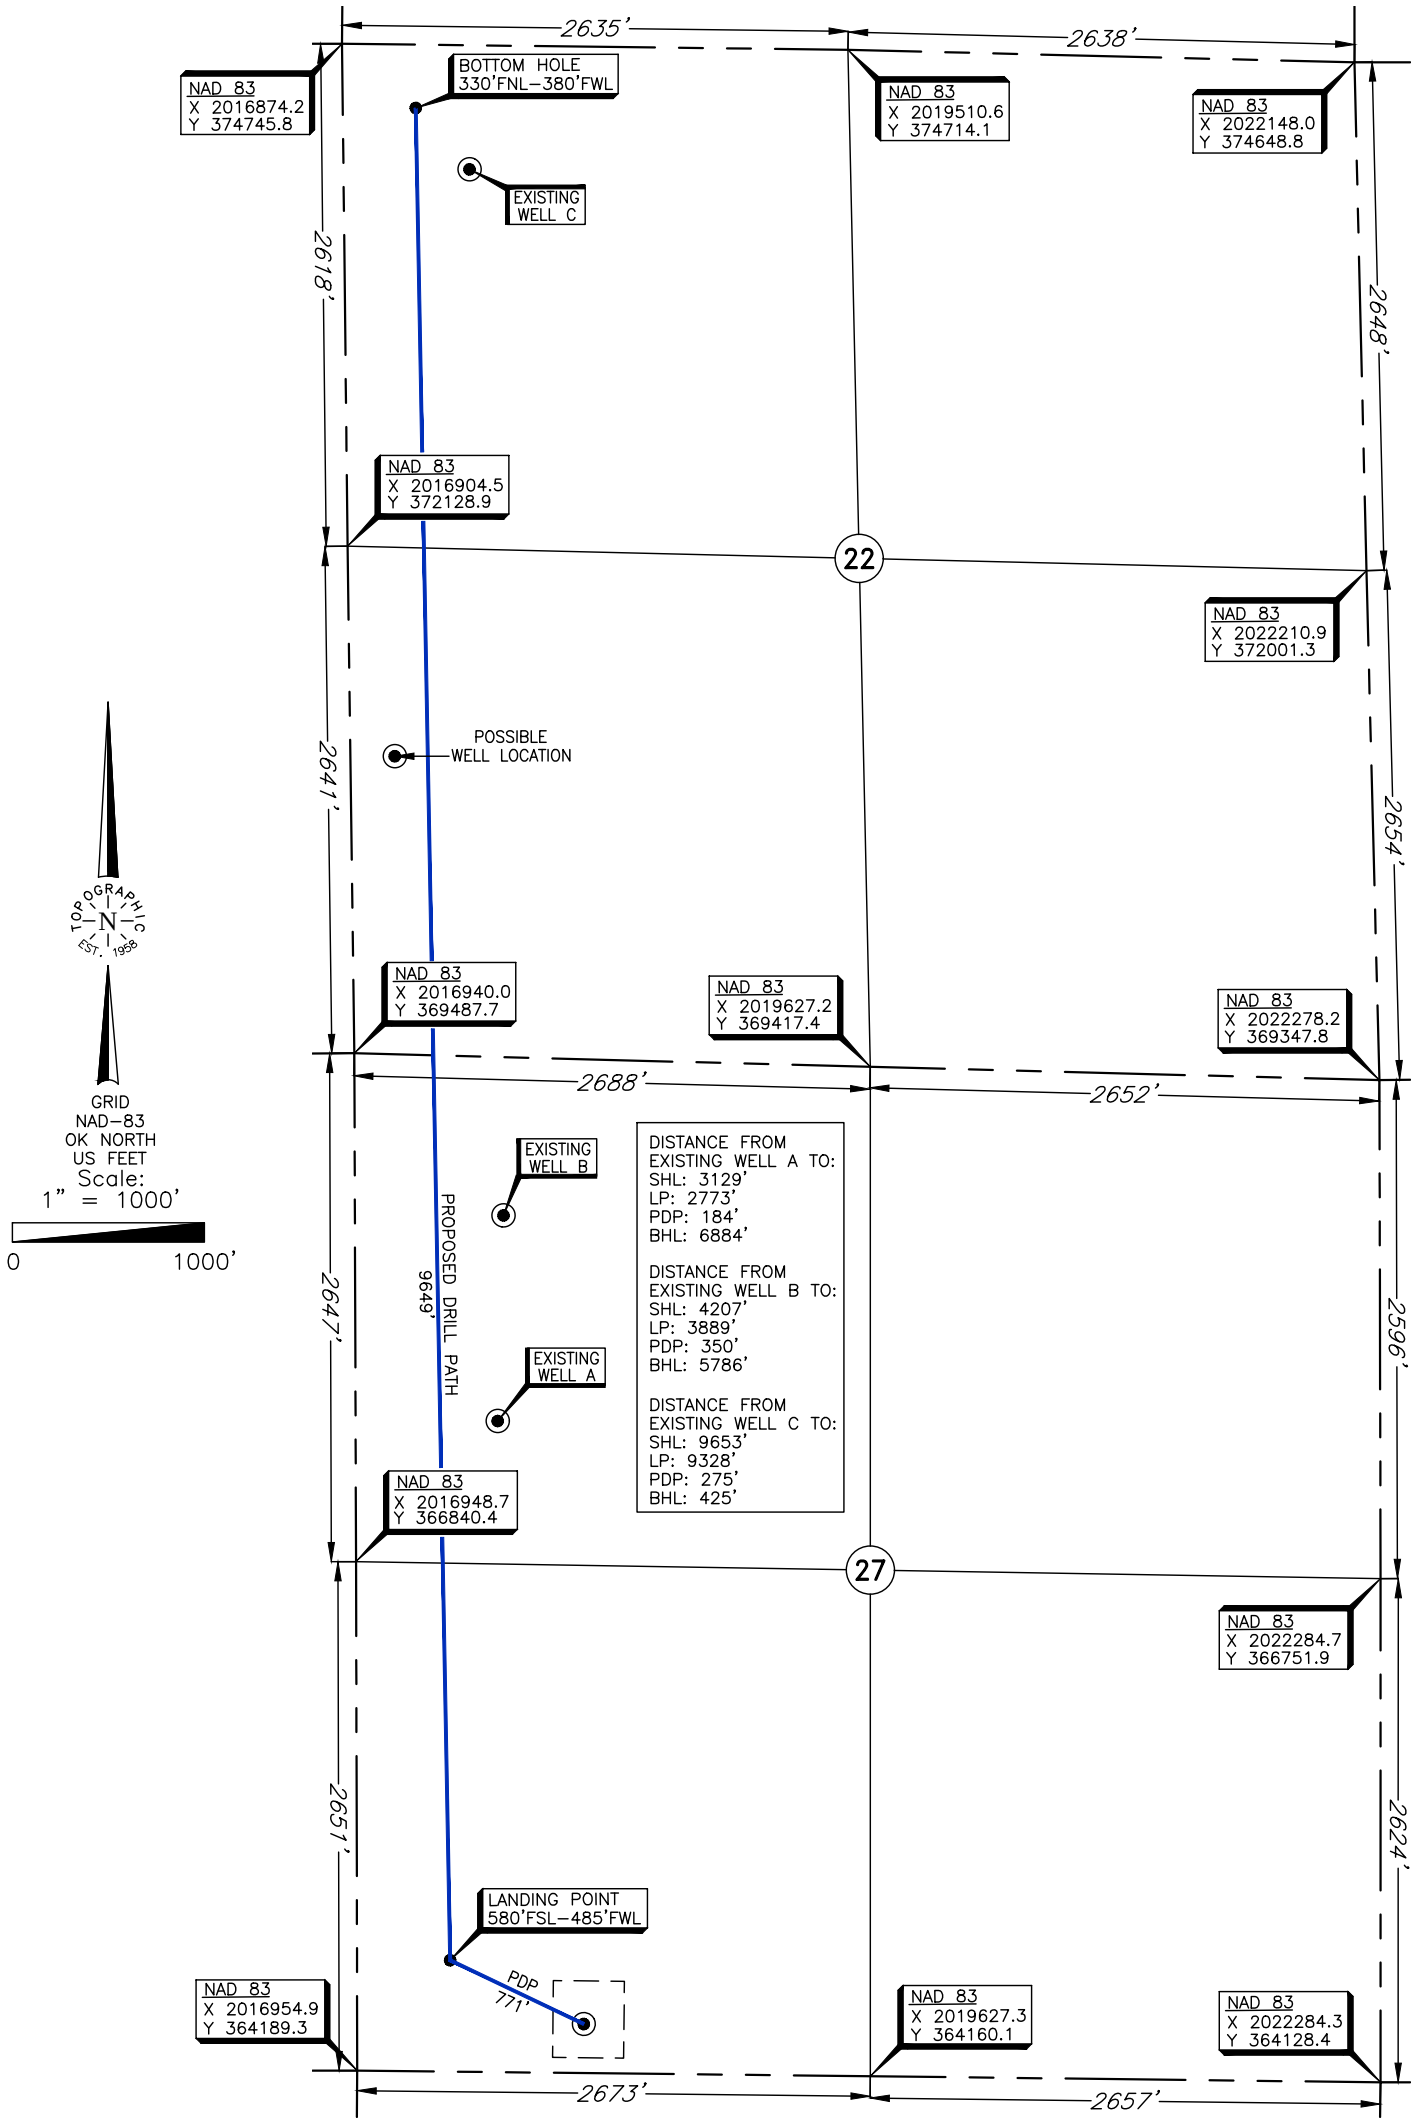 2635'
2638'
BOTTOM HOLE
330'FNL-380'FWL
NAD 83
X 2016874.2
Y 374745.8
NAD 83
X 2019510.6
Y 374714.1
NAD 83
X 2022148.0
Y 374648.8
EXISTING
WELL C
2618'
2648'
NAD 83
X 2016904.5
Y 372128.9
22
NAD 83
X 2022210.9
Y 372001.3
POSSIBLE
WELL LOCATION
2641'
2654'
TOPOGRAPHIC
N
EST. 1958
GRID
NAD-83
OK NORTH
US FEET
Scale:
1" = 1000'
0 1000'
NAD 83
X 2016940.0
Y 369487.7
NAD 83
X 2019627.2
Y 369417.4
NAD 83
X 2022278.2
Y 369347.8
2688'
2652'
EXISTING
WELL B
DISTANCE FROM
EXISTING WELL A TO:
SHL: 3129'
LP: 2773'
PDP: 184'
BHL: 6884'
DISTANCE FROM
EXISTING WELL B TO:
SHL: 4207'
LP: 3889'
PDP: 350'
BHL: 5786'
DISTANCE FROM
EXISTING WELL C TO:
SHL: 9653'
LP: 9328'
PDP: 275'
BHL: 425'
PROPOSED DRILL PATH
9649'
2647'
2596'
EXISTING
WELL A
NAD 83
X 2016948.7
Y 366840.4
27
NAD 83
X 2022284.7
Y 366751.9
2651'
2624'
LANDING POINT
580'FSL-485'FWL
PDP
771'
NAD 83
X 2016954.9
Y 364189.3
NAD 83
X 2019627.3
Y 364160.1
NAD 83
X 2022284.3
Y 364128.4
2673'
2657'